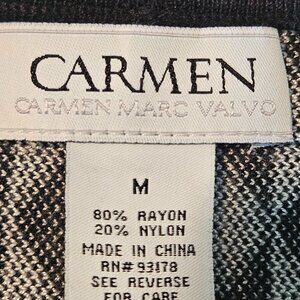 CARMEN
CARMEN MARC VALVO
M
80% RAYON
20% NYLON
MADE IN CHINA
RN# 93178
SEE REVERSE
FOR CARE